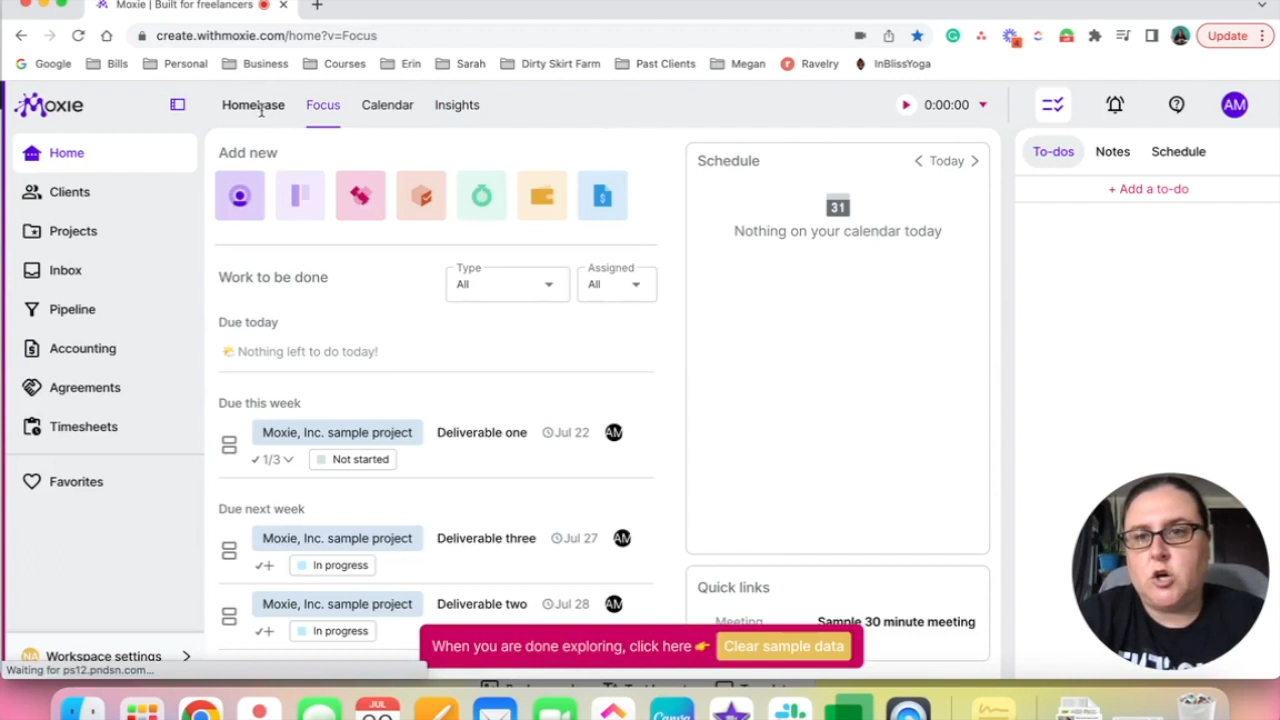 Moxie | Built for freelancers
create.withmoxie.com/home?v=Focus
Update
Google Bills Personal Business Courses Erin Sarah Dirty Skirt Farm Past Clients Megan Ravelry InBlissYoga
Moxie
Homebase Focus Calendar Insights
0:00:00
AM
Home
Clients
Projects
Inbox
Pipeline
Accounting
Agreements
Timesheets
Favorites
NA Workspace settings
Waiting for ps12.pndsn.com...
Add new
Work to be done
Type
All
Assigned
All
Due today
Nothing left to do today!
Due this week
Moxie, Inc. sample project Deliverable one Jul 22 AM
1/3 Not started
Due next week
Moxie, Inc. sample project Deliverable three Jul 27 AM
In progress
Moxie, Inc. sample project Deliverable two Jul 28 AM
In progress
Schedule
Today
31
Nothing on your calendar today
Quick links
Meeting Sample 30 minute meeting
When you are done exploring, click here Clear sample data
To-dos Notes Schedule
+ Add a to-do
JUL
Canva